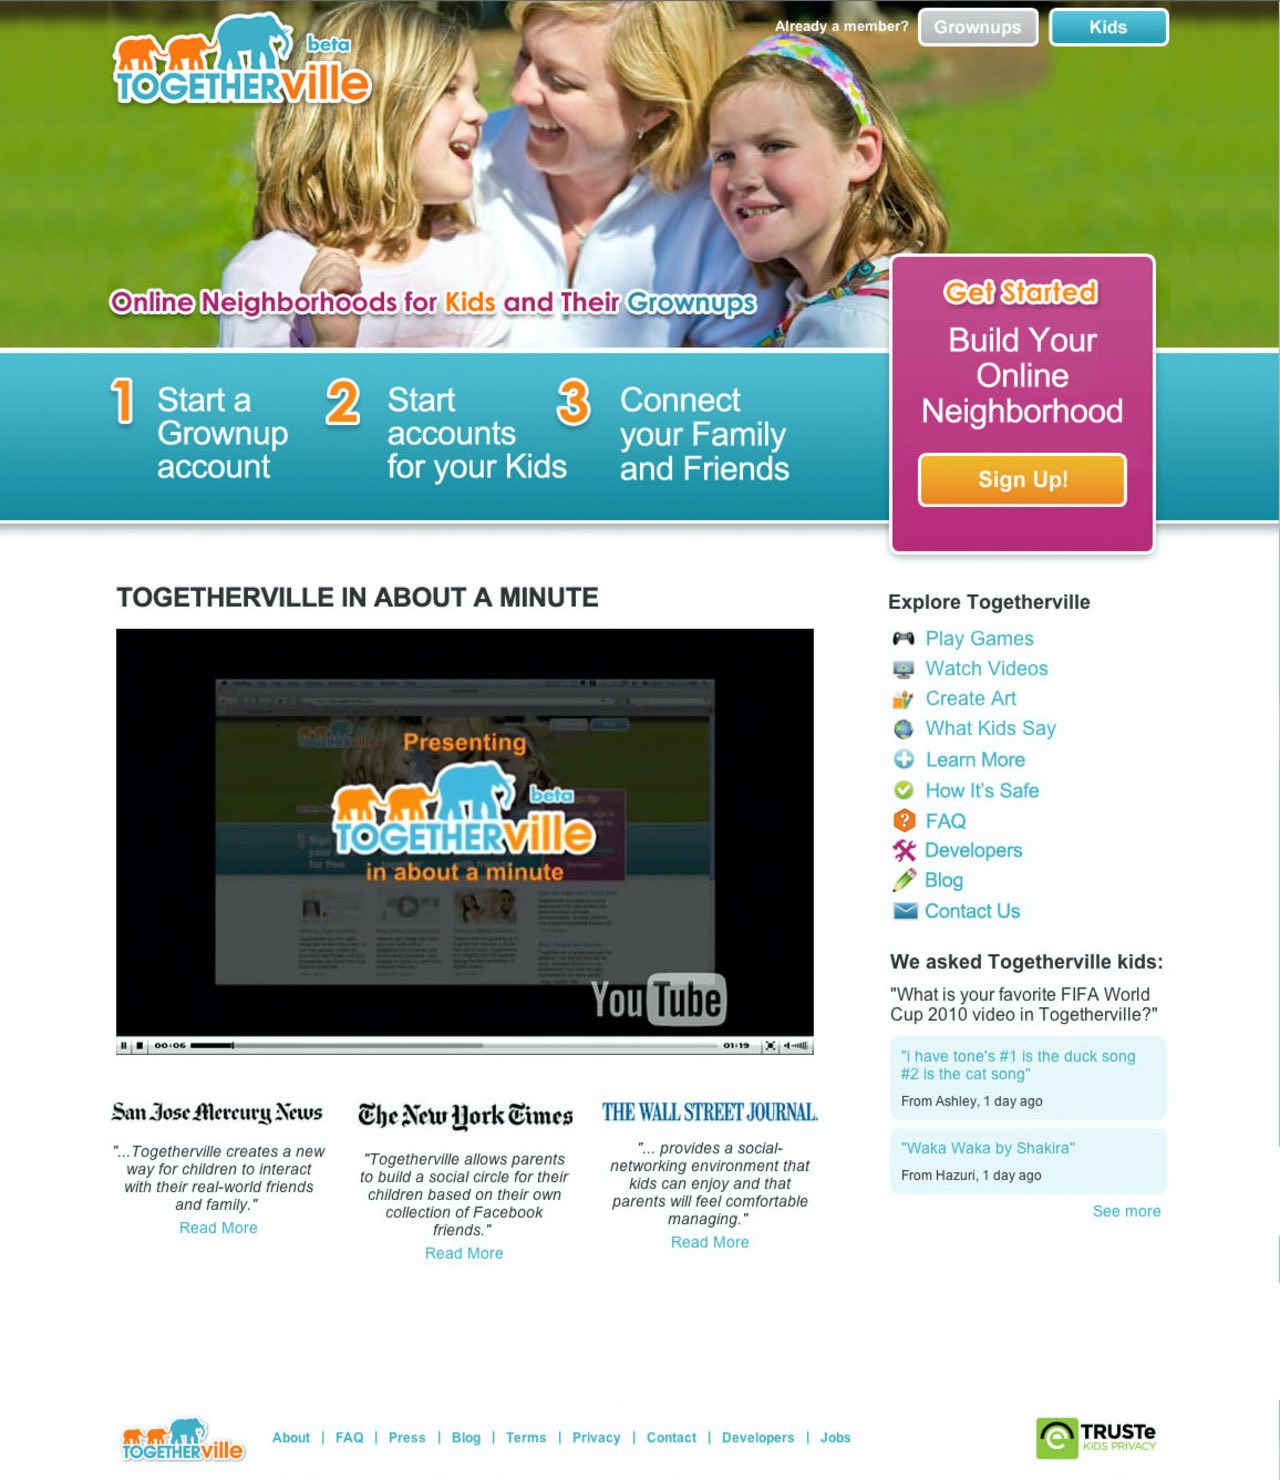 beta
TOGETHERville
Already a member?
Grownups
Kids
Online Neighborhoods for Kids and Their Grownups
Get Started
Build Your
Online
Neighborhood
Sign Up!
1 Start a
Grownup
account
2 Start
accounts
for your Kids
3 Connect
your Family
and Friends
TOGETHERVILLE IN ABOUT A MINUTE
Presenting
beta
TOGETHERville
in about a minute
YouTube
00:06
01:19
San Jose Mercury News
"...Togetherville creates a new
way for children to interact
with their real-world friends
and family."
Read More
The New York Times
"Togetherville allows parents
to build a social circle for their
children based on their own
collection of Facebook
friends."
Read More
THE WALL STREET JOURNAL.
"... provides a social-
networking environment that
kids can enjoy and that
parents will feel comfortable
managing."
Read More
Explore Togetherville
Play Games
Watch Videos
Create Art
What Kids Say
Learn More
How It's Safe
FAQ
Developers
Blog
Contact Us
We asked Togetherville kids:
"What is your favorite FIFA World
Cup 2010 video in Togetherville?"
"i have tone's #1 is the duck song
#2 is the cat song"
From Ashley, 1 day ago
"Waka Waka by Shakira"
From Hazuri, 1 day ago
See more
TOGETHERville
About | FAQ | Press | Blog | Terms | Privacy | Contact | Developers | Jobs
TRUSTe
KIDS PRIVACY